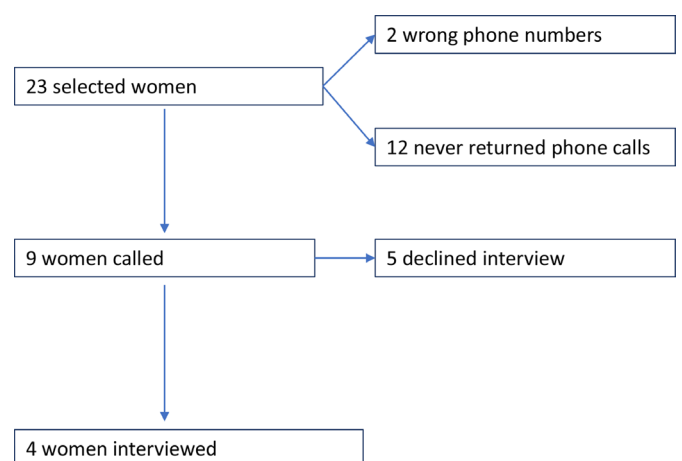 2 wrong phone numbers
23 selected women
12 never returned phone calls
9 women called
5 declined interview
4 women interviewed